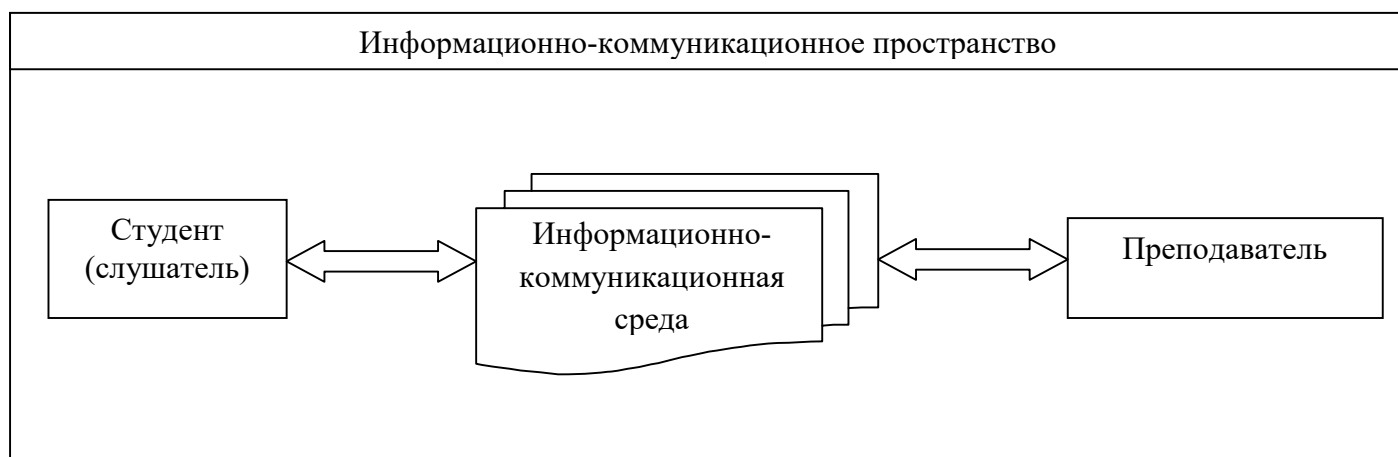 Информационно-коммуникационное пространство
Студент
(слушатель)
Информационно-
коммуникационная
среда
Преподаватель